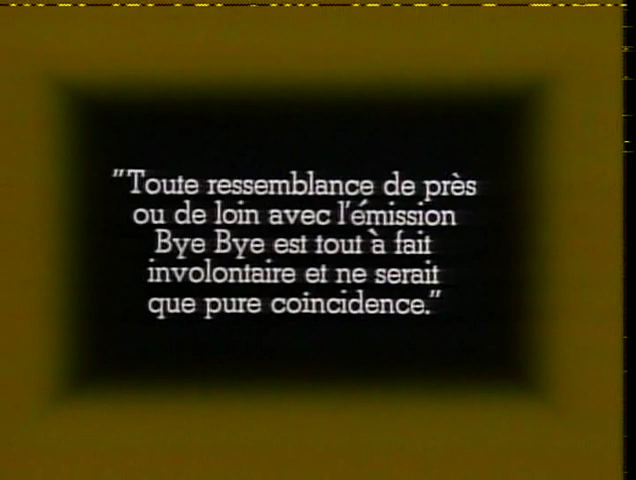 "Toute ressemblance de près
ou de loin avec l'émission
Bye Bye est tout à fait
involontaire et ne serait
que pure coincidence."